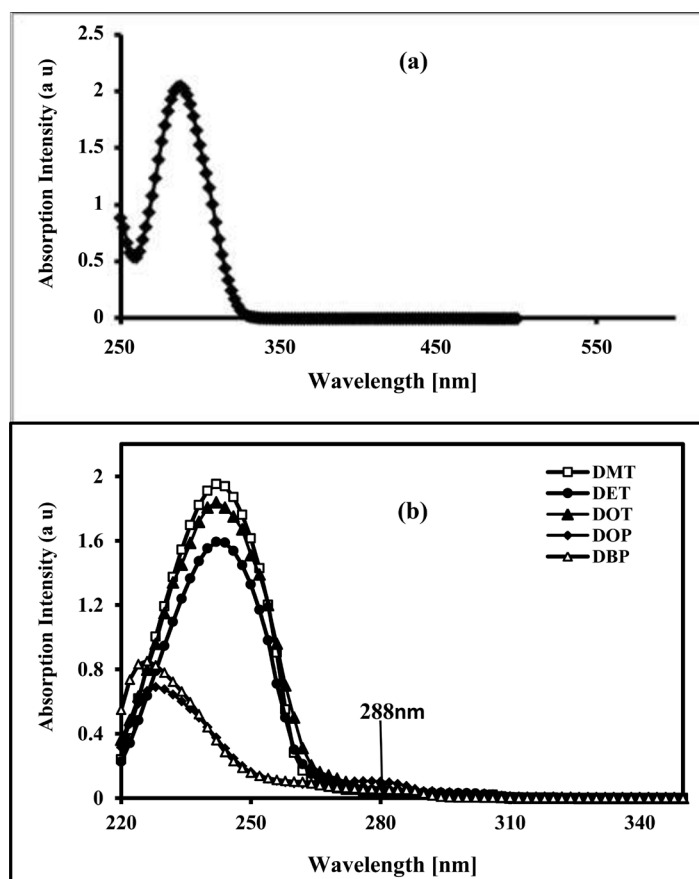 (a)
2.5
2
1.5
1
0.5
0
Absorption Intensity (a u)
250 350 450 550
Wavelength [nm]
(b)
DMT
DET
DOT
DOP
DBP
2
1.6
1.2
0.8
0.4
0
Absorption Intensity (a u)
288nm
220 250 280 310 340
Wavelength [nm]